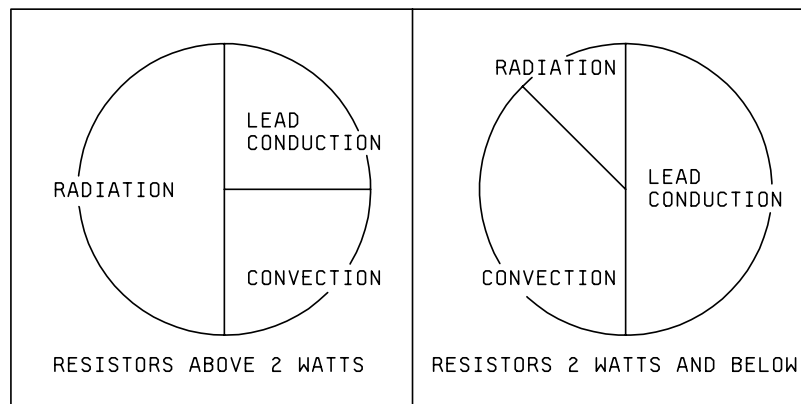 RADIATION
LEAD
CONDUCTION
CONVECTION
RESISTORS ABOVE 2 WATTS
RADIATION
LEAD
CONDUCTION
CONVECTION
RESISTORS 2 WATTS AND BELOW